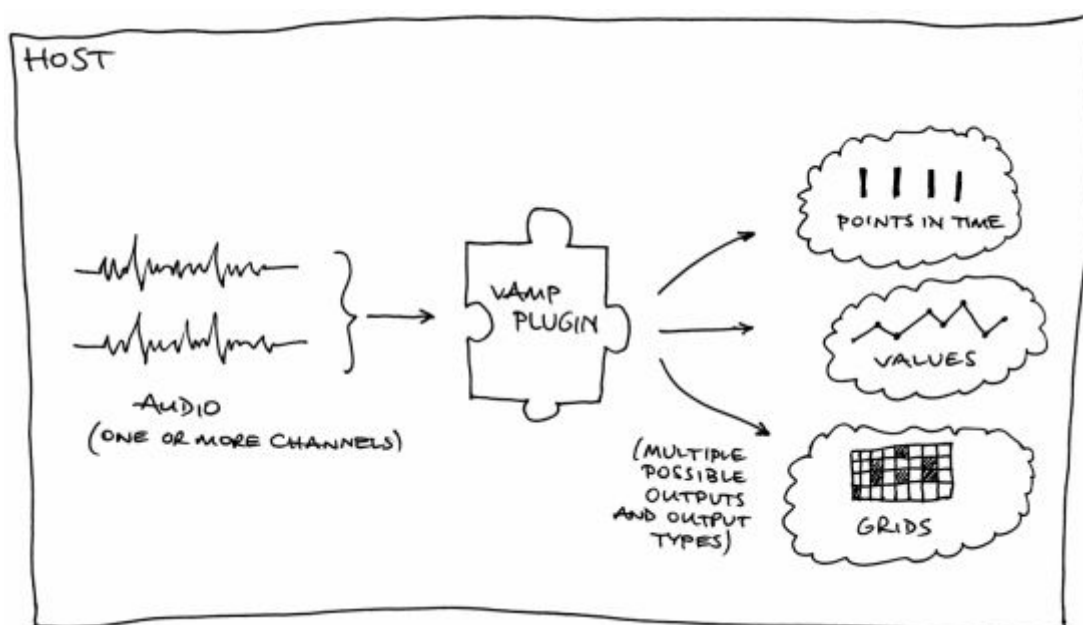 HOST
AUDIO
(ONE OR MORE CHANNELS)
VAMP
PLUGIN
(MULTIPLE
POSSIBLE
OUTPUTS
AND OUTPUT
TYPES)
POINTS IN TIME
VALUES
GRIDS